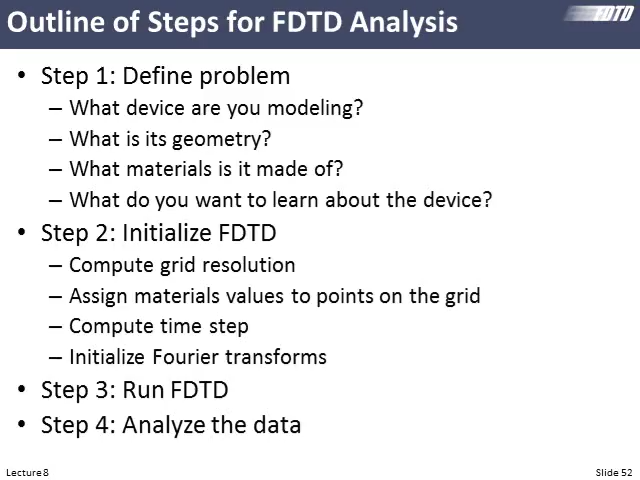 Outline of Steps for FDTD Analysis
FDTD
• Step 1: Define problem
– What device are you modeling?
– What is its geometry?
– What materials is it made of?
– What do you want to learn about the device?
• Step 2: Initialize FDTD
– Compute grid resolution
– Assign materials values to points on the grid
– Compute time step
– Initialize Fourier transforms
• Step 3: Run FDTD
• Step 4: Analyze the data
Lecture 8
Slide 52